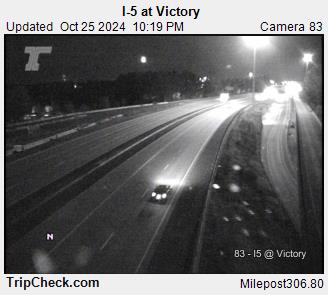 I-5 at Victory
Updated Oct 25 2024 10:19 PM Camera 83
T
N
83 - I5 @ Victory
TripCheck.com Milepost306.80